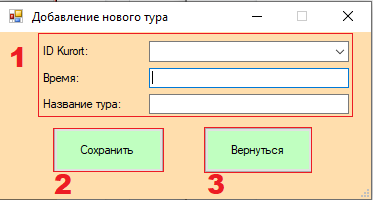 Добавление нового тура
1
ID Kurort:
Время:
Название тура:
Сохранить
Вернуться
2
3